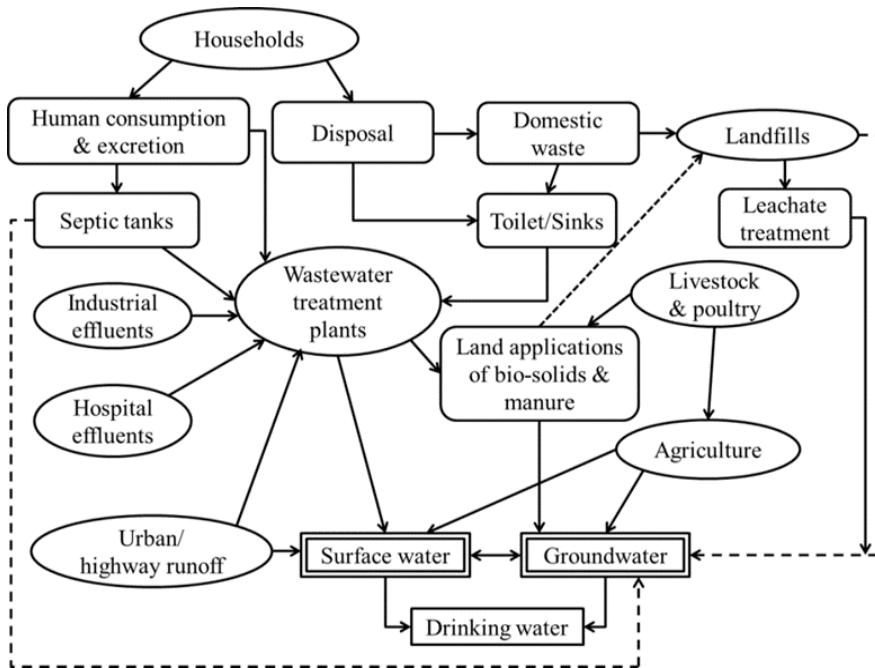 Households
Human consumption
& excretion
Disposal
Domestic
waste
Landfills
Septic tanks
Toilet/Sinks
Leachate
treatment
Wastewater
treatment
plants
Industrial
effluents
Livestock
& poultry
Land applications
of bio-solids &
manure
Hospital
effluents
Agriculture
Urban/
highway runoff
Surface water
Groundwater
Drinking water